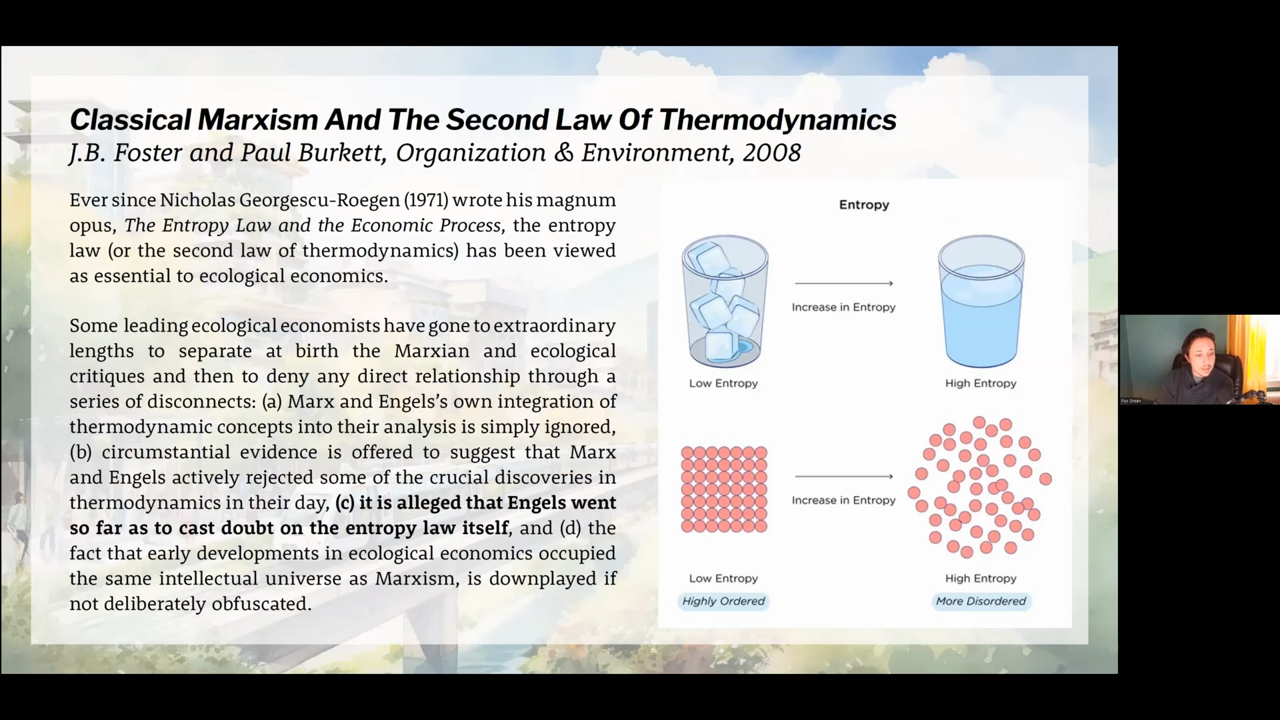 Classical Marxism And The Second Law Of Thermodynamics
J.B. Foster and Paul Burkett, Organization & Environment, 2008
Ever since Nicholas Georgescu-Roegen (1971) wrote his magnum
opus, The Entropy Law and the Economic Process, the entropy
law (or the second law of thermodynamics) has been viewed
as essential to ecological economics.
Some leading ecological economists have gone to extraordinary
lengths to separate at birth the Marxian and ecological
critiques and then to deny any direct relationship through a
series of disconnects: (a) Marx and Engels's own integration of
thermodynamic concepts into their analysis is simply ignored,
(b) circumstantial evidence is offered to suggest that Marx
and Engels actively rejected some of the crucial discoveries in
thermodynamics in their day, (c) it is alleged that Engels went
so far as to cast doubt on the entropy law itself, and (d) the
fact that early developments in ecological economics occupied
the same intellectual universe as Marxism, is downplayed if
not deliberately obfuscated.
Entropy
Increase in Entropy
Low Entropy
High Entropy
Increase in Entropy
Low Entropy
High Entropy
Highly Ordered
More Disordered